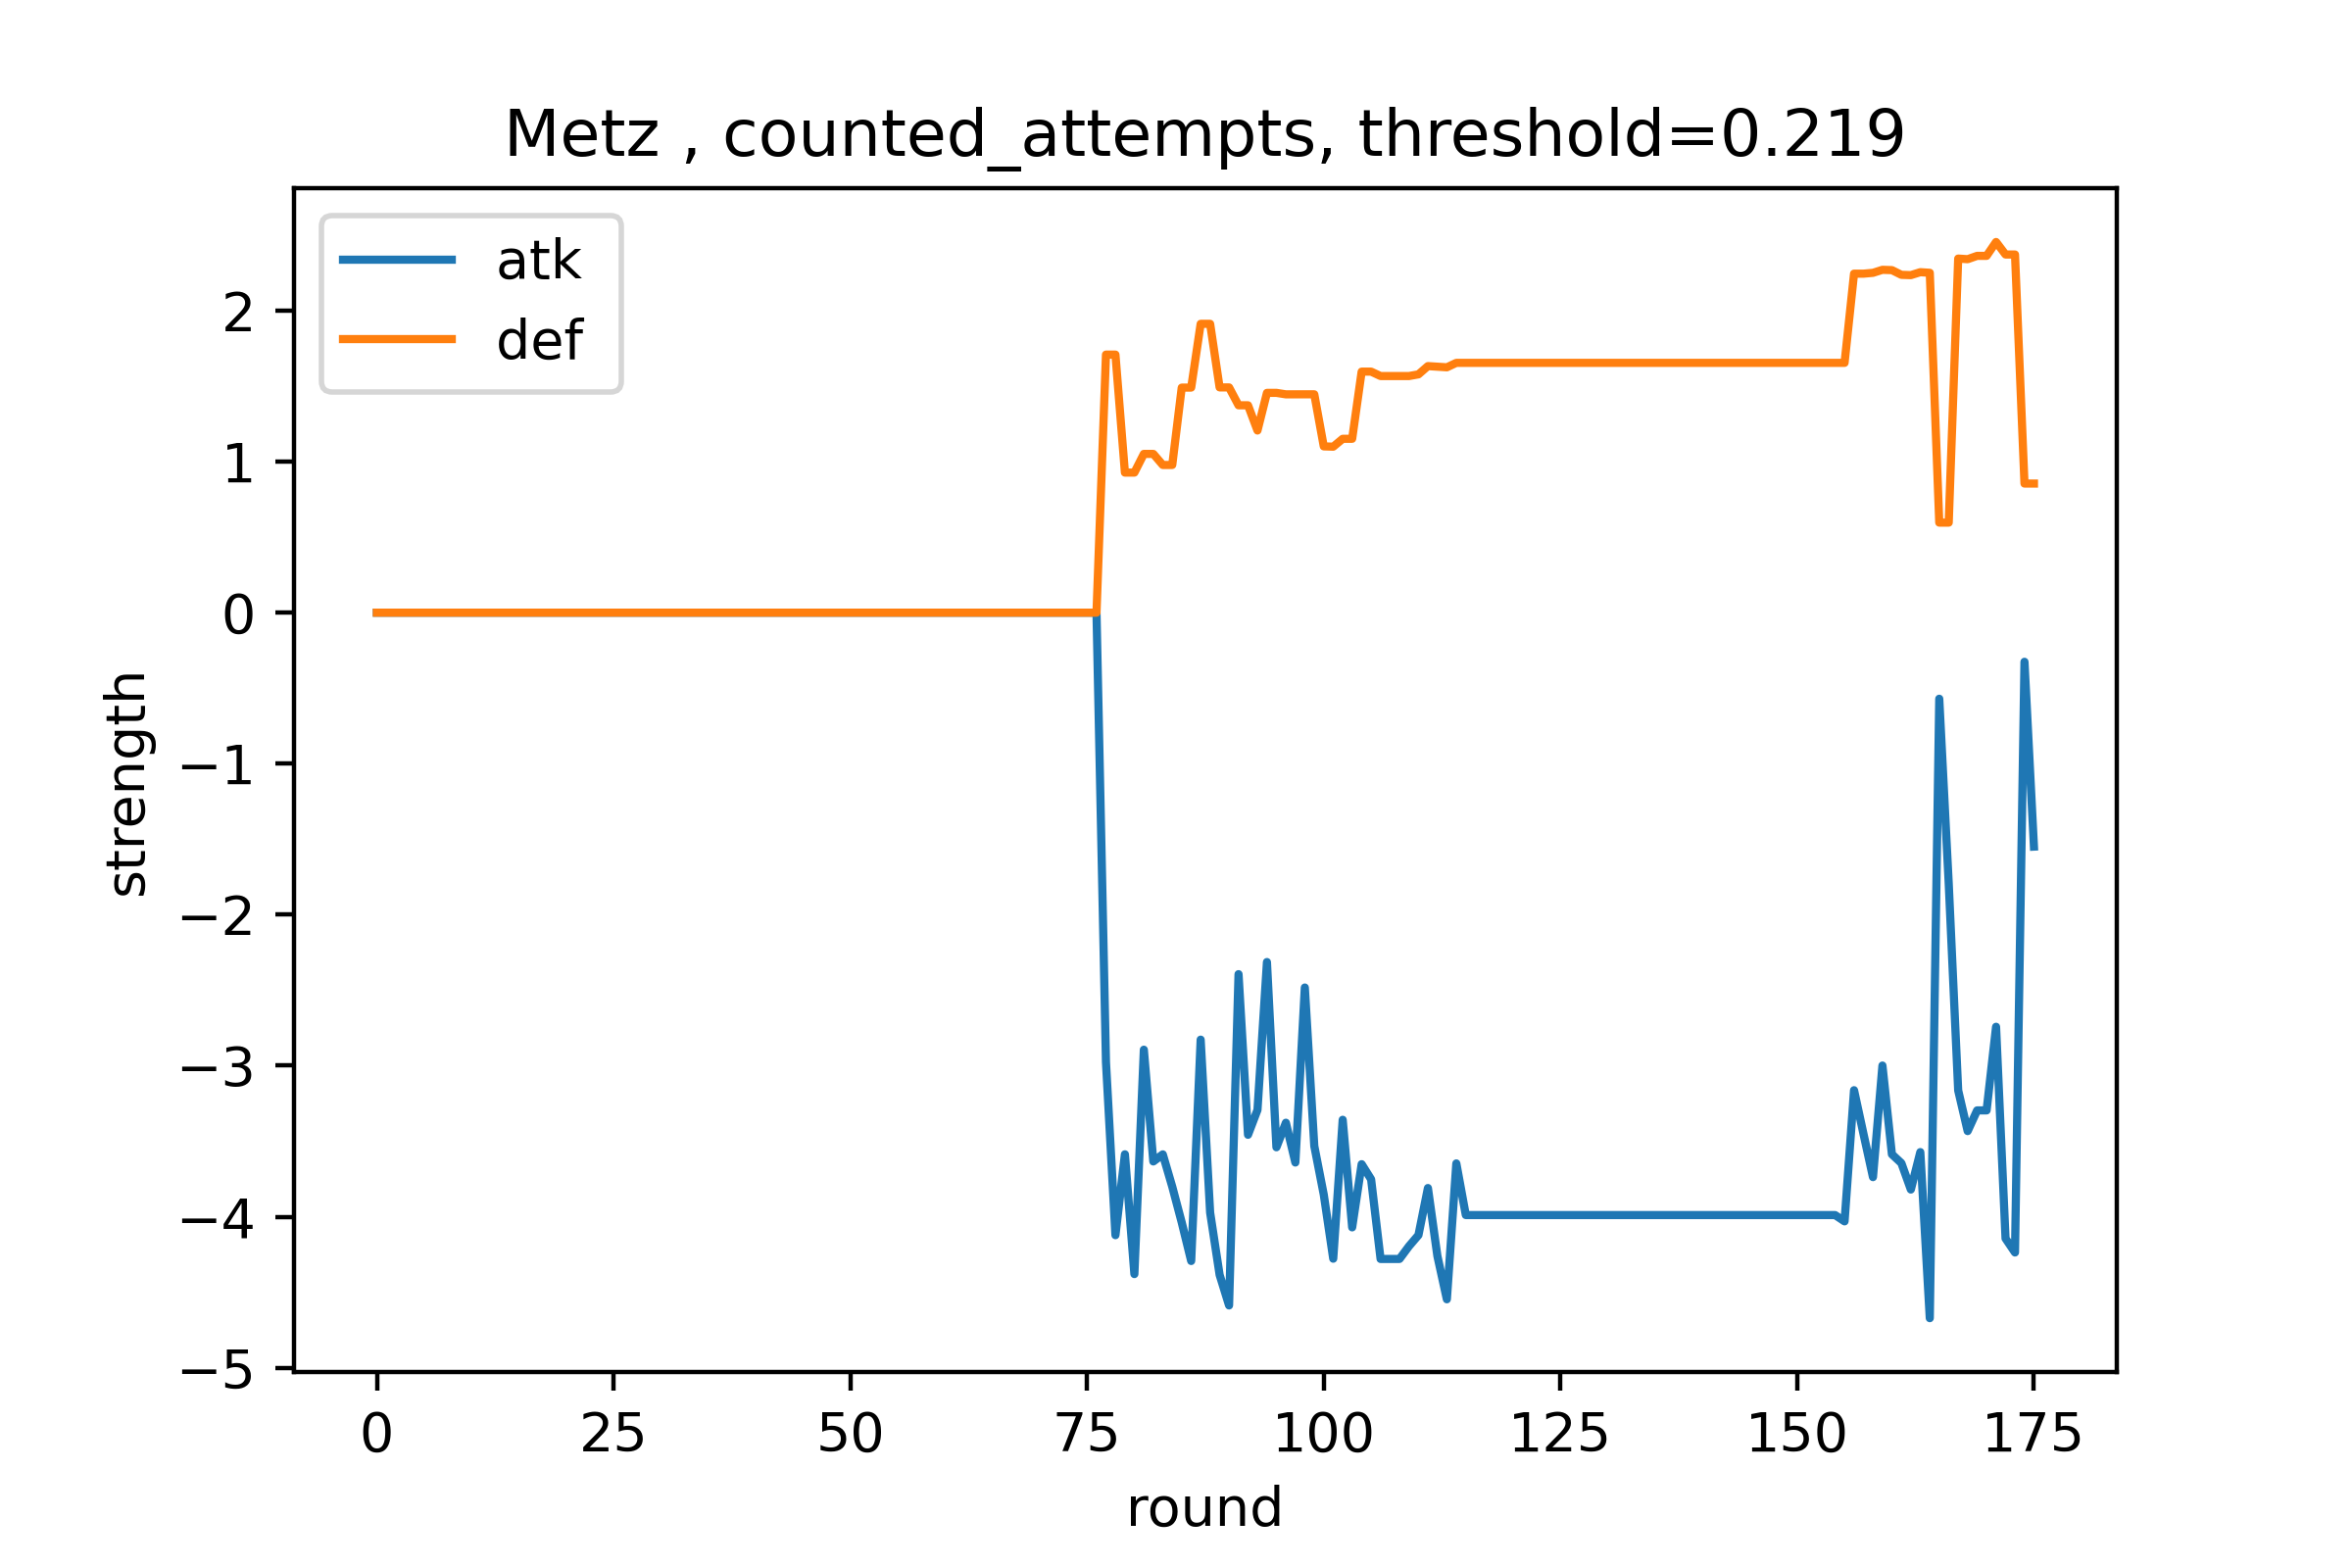 Metz , counted_attempts, threshold=0.219
atk
def
2
1
0
−1
−2
−3
−4
−5
strength
0 25 50 75 100 125 150 175
round